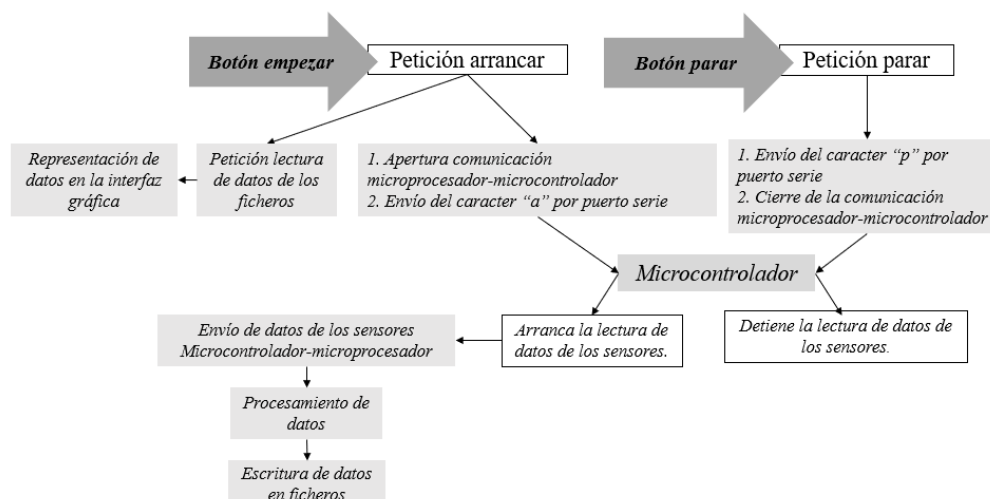 Botón empezar
Petición arrancar
Botón parar
Petición parar
Representación de
datos en la interfaz
gráfica
Petición lectura
de datos de los
ficheros
1. Apertura comunicación
microprocesador-microcontrolador
2. Envío del caracter “a” por puerto serie
1. Envío del caracter “p” por
puerto serie
2. Cierre de la comunicación
microprocesador-microcontrolador
Microcontrolador
Envío de datos de los sensores
Microcontrolador-microprocesador
Arranca la lectura de
datos de los sensores.
Detiene la lectura de datos de
los sensores.
Procesamiento de
datos
Escritura de datos
en ficheros